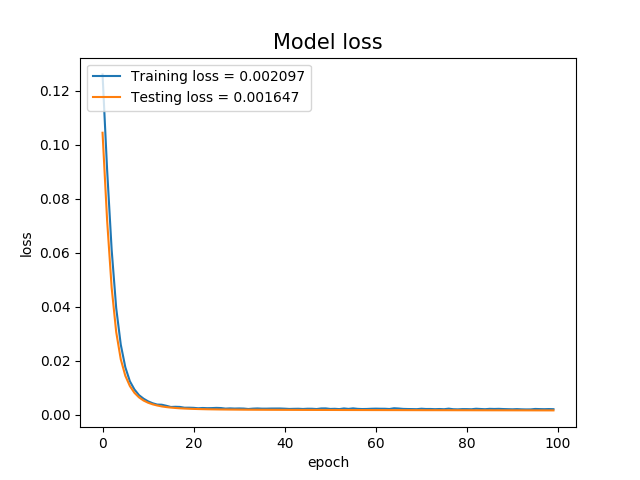 Model loss
Training loss = 0.002097
Testing loss = 0.001647
0.12
0.10
0.08
0.06
0.04
0.02
0.00
loss
0 20 40 60 80 100
epoch